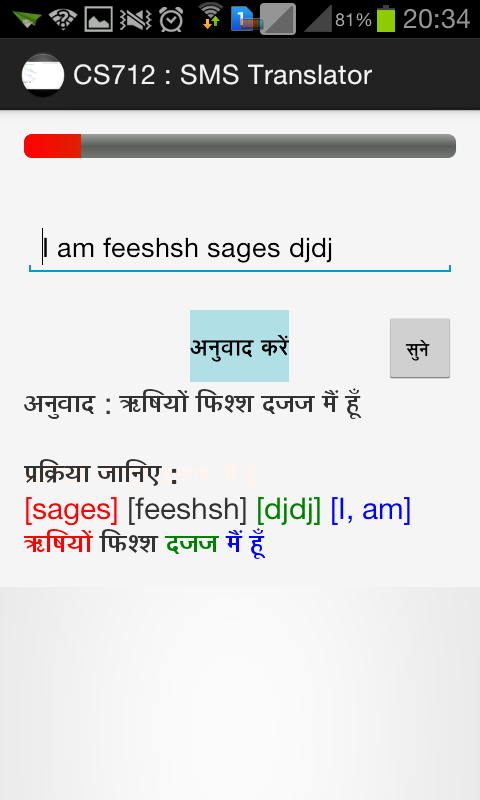 81% 20:34
CS712 : SMS Translator
I am feeshsh sages djdj
अनुवाद करें
सुने
अनुवाद : ऋषियों फिश्श दजज मैं हूँ
प्रक्रिया जानिए :
[sages] [feeshsh] [djdj] [I, am]
ऋषियों फिश्श दजज मैं हूँ